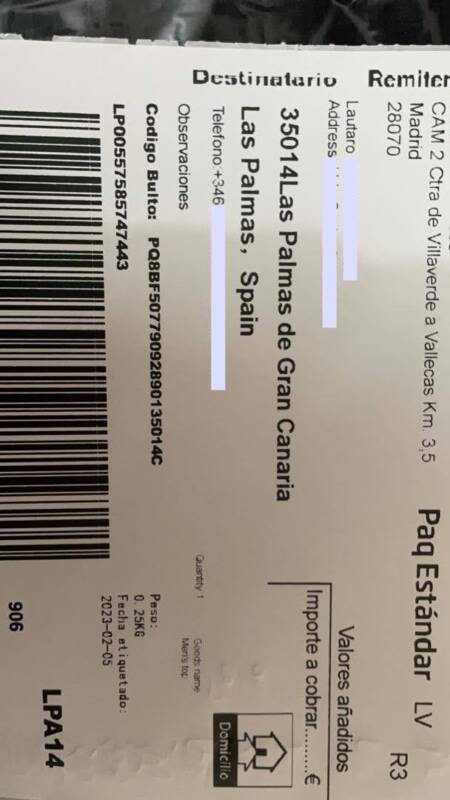 Remiten
CAM 2 Ctra de Villaverde a Vallecas Km. 3,5
Madrid
28070
Paq Estándar LV
R3
Destinatario
Lautaro
Address
35014Las Palmas de Gran Canaria
Las Palmas, Spain
Telefono:+346
Observaciones
Valores añadidos
Importe a cobrar.........€
Domicilio
Quantity 1 Goods name
Men's top
Codigo Bulto: PQ8BF50779092890135014C
LP00557585747443
Peso:
0.25KG
Fecha etiquetado:
2023-02-05
LPA14
906